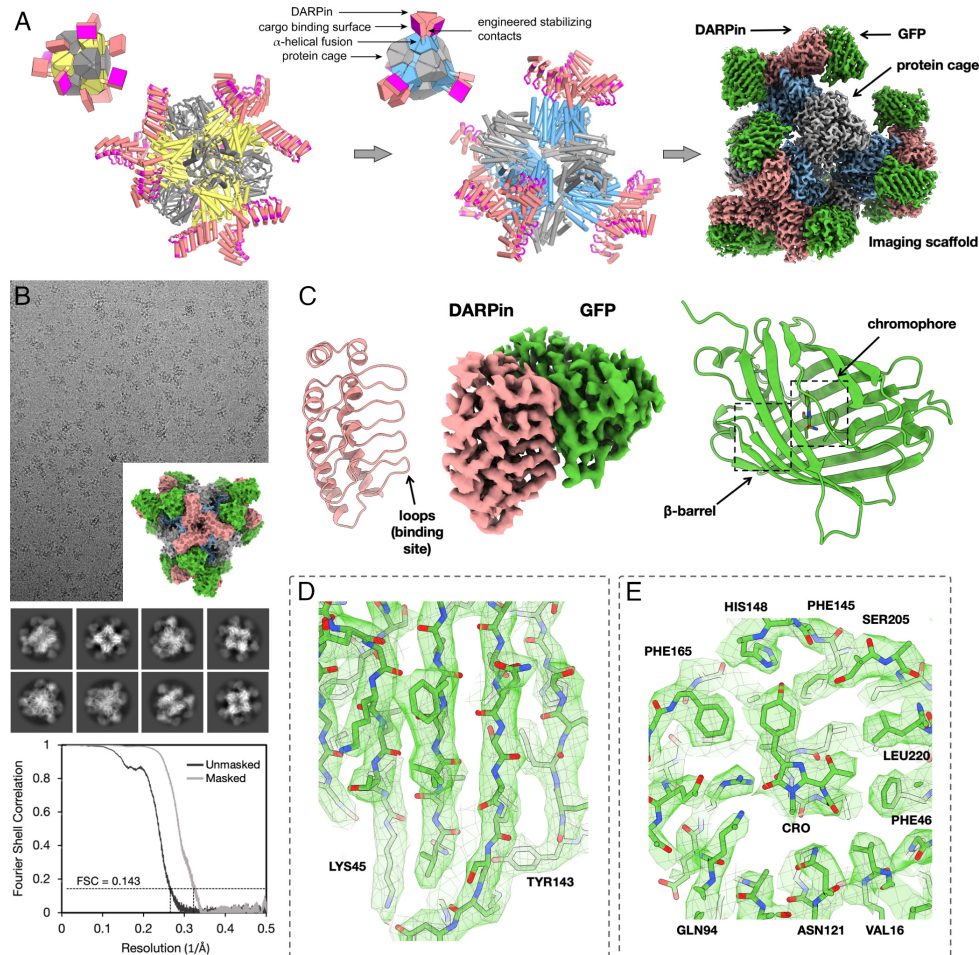 A
DARPin
cargo binding surface
α-helical fusion
protein cage
engineered stabilizing
contacts
DARPin
GFP
protein cage
Imaging scaffold
B
Fourier Shell Correlation
1
0.8
0.6
0.4
0.2
0
Unmasked
Masked
FSC = 0.143
0
0.1
0.2
0.3
0.4
0.5
Resolution (1/Å)
C
DARPin
GFP
loops
(binding
site)
chromophore
β-barrel
D
LYS45
TYR143
E
HIS148
PHE145
SER205
PHE165
LEU220
PHE46
CRO
GLN94
ASN121
VAL16